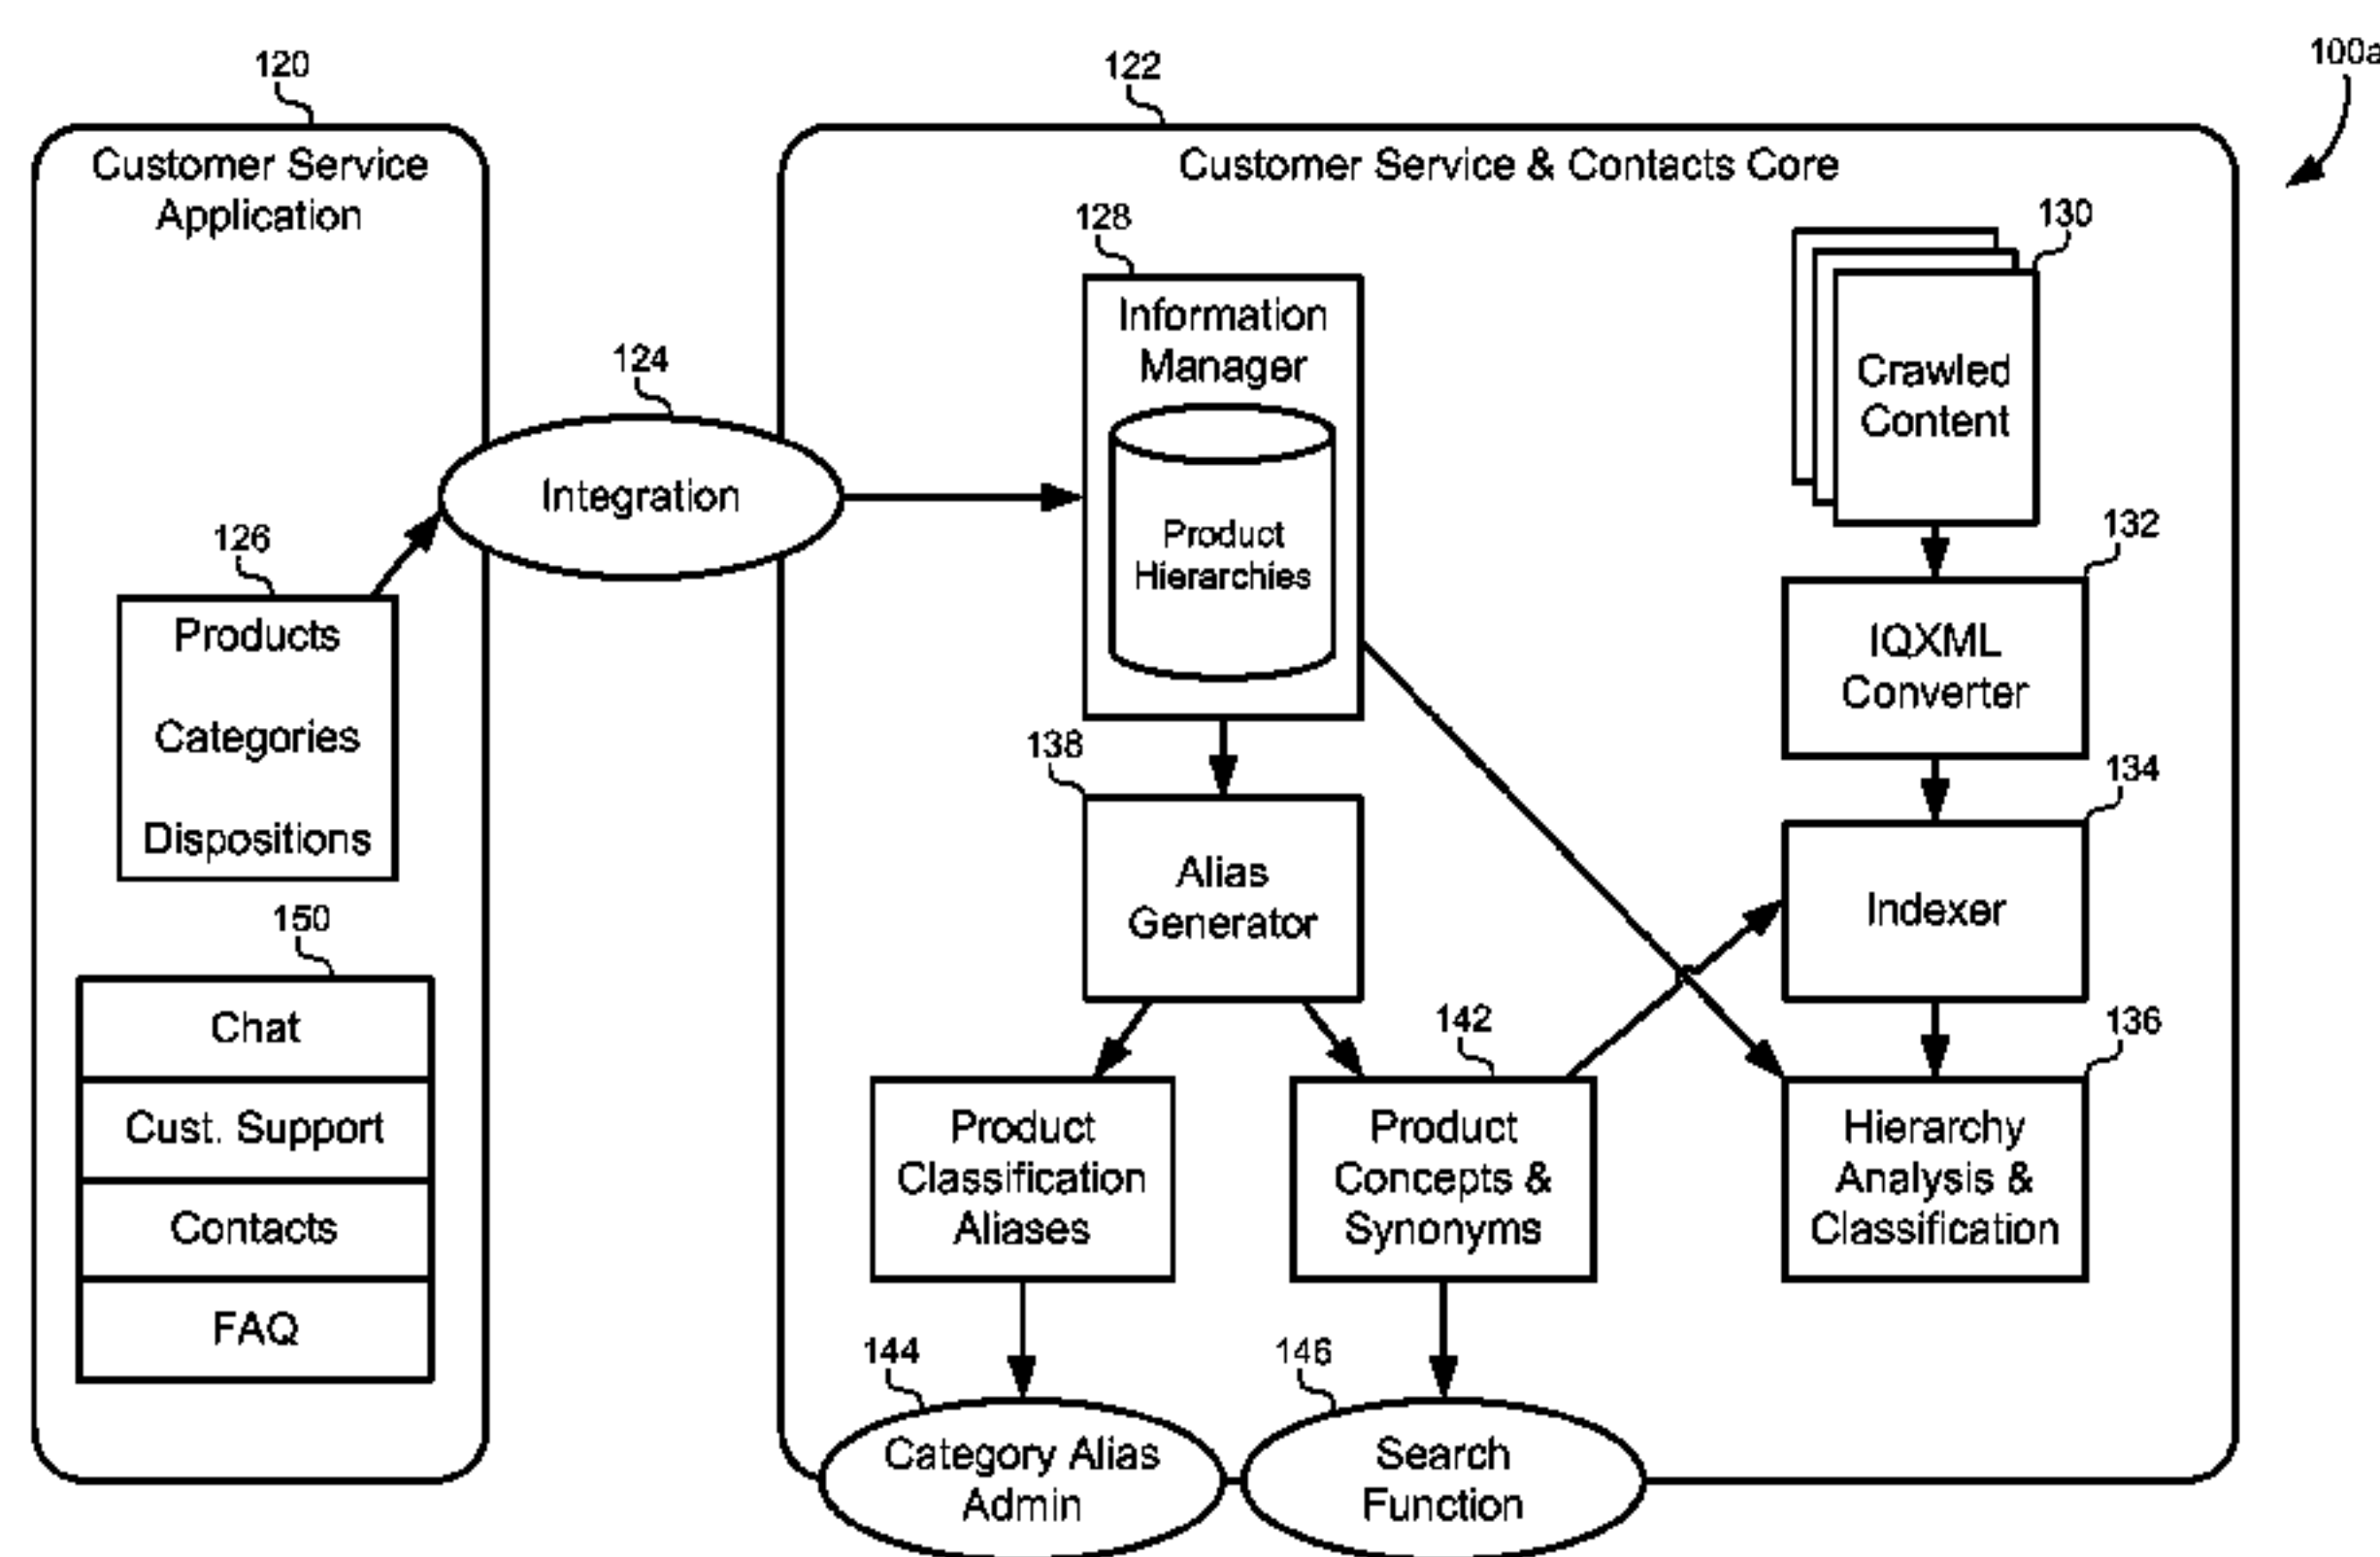 120
122
100a
Customer Service
Application
Customer Service & Contacts Core
128
130
Information
Manager
Crawled
Content
124
Integration
Product
Hierarchies
126
132
Products
Categories
Dispositions
IQXML
Converter
138
134
Alias
Generator
Indexer
150
Chat
Cust. Support
Contacts
FAQ
142
136
Product
Classification
Aliases
Product
Concepts &
Synonyms
Hierarchy
Analysis &
Classification
144
146
Category Alias
Admin
Search
Function